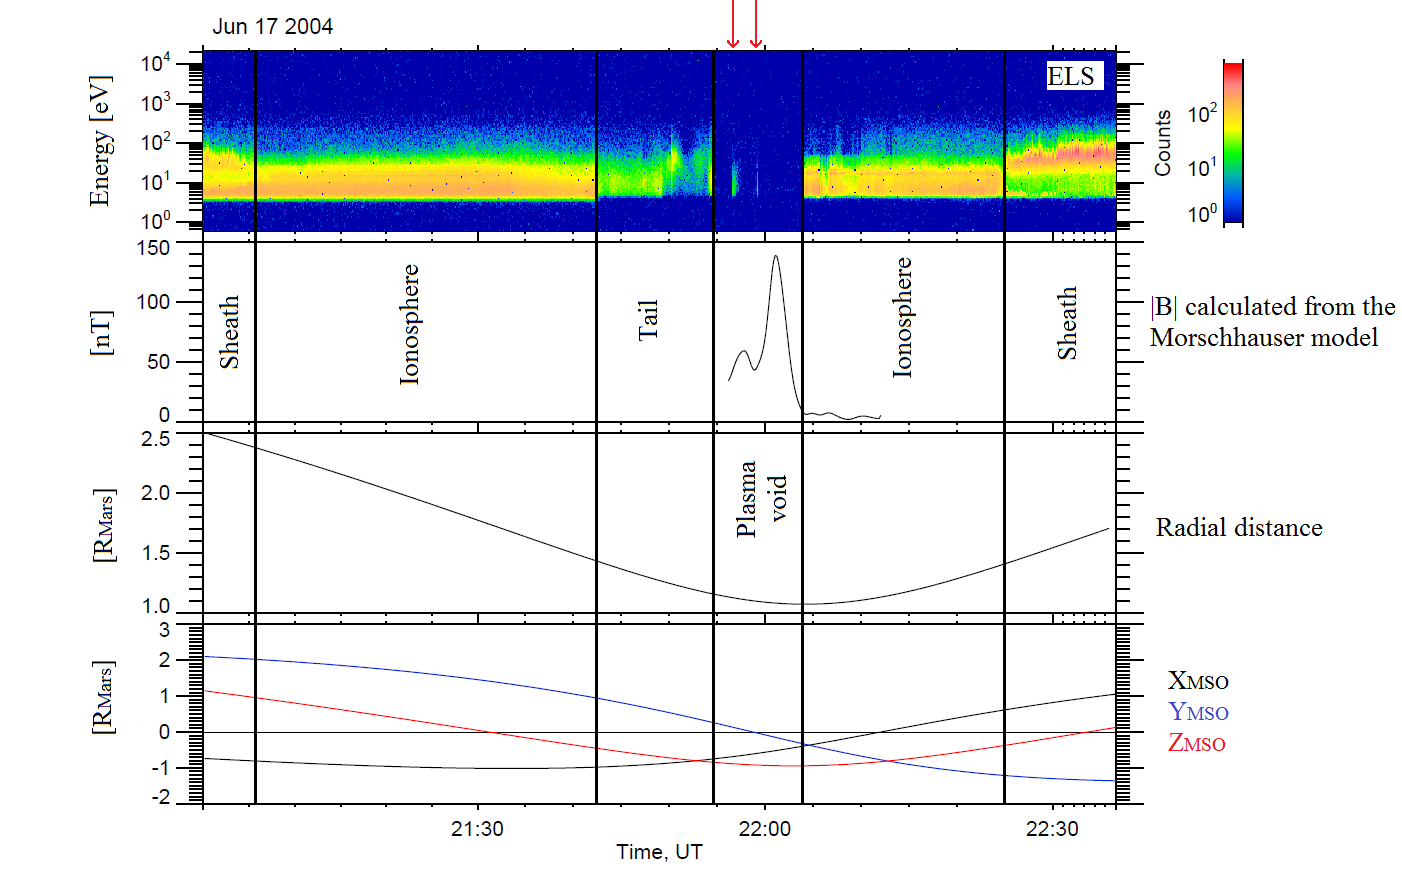 Jun 17 2004
Energy [eV]
10^4
10^3
10^2
10^1
10^0
ELS
Counts
10^2
10^1
10^0
[nT]
150
100
50
0
Sheath
Ionosphere
Tail
Ionosphere
Sheath
|B| calculated from the
Morschhauser model
[RMars]
2.5
2.0
1.5
1.0
Plasma
void
Radial distance
[RMars]
3
2
1
0
-1
-2
XMSO
YMSO
ZMSO
21:30
22:00
22:30
Time, UT